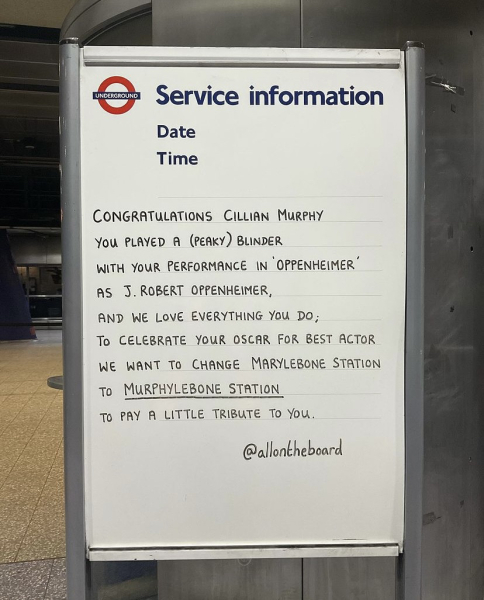 UNDERGROUND
Service information
Date
Time
CONGRATULATIONS CILLIAN MURPHY
YOU PLAYED A (PEAKY) BLINDER
WITH YOUR PERFORMANCE IN 'OPPENHEIMER'
AS J. ROBERT OPPENHEIMER,
AND WE LOVE EVERYTHING YOU DO;
TO CELEBRATE YOUR OSCAR FOR BEST ACTOR
WE WANT TO CHANGE MARYLEBONE STATION
TO MURPHYLEBONE STATION
TO PAY A LITTLE TRIBUTE TO YOU.
@allontheboard